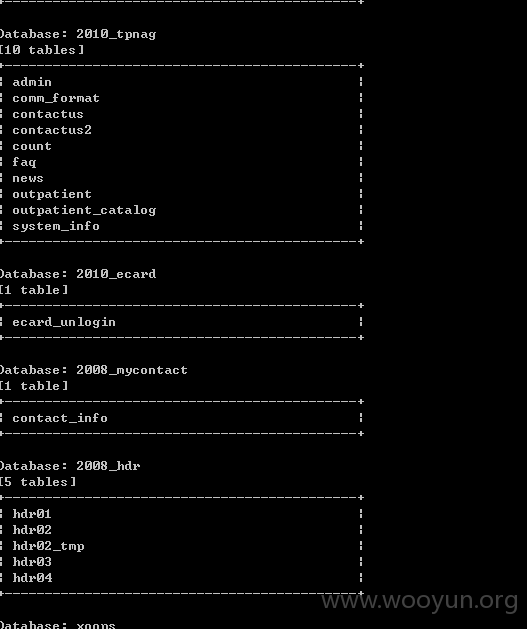 Database: 2010_tpnag
[10 tables]
admin
comm_format
contactus
contactus2
count
faq
news
outpatient
outpatient_catalog
system_info
Database: 2010_ecard
[1 table]
ecard_unlogin
Database: 2008_mycontact
[1 table]
contact_info
Database: 2008_hdr
[5 tables]
hdr01
hdr02
hdr02_tmp
hdr03
hdr04
www.wooyun.org
Database: xoops